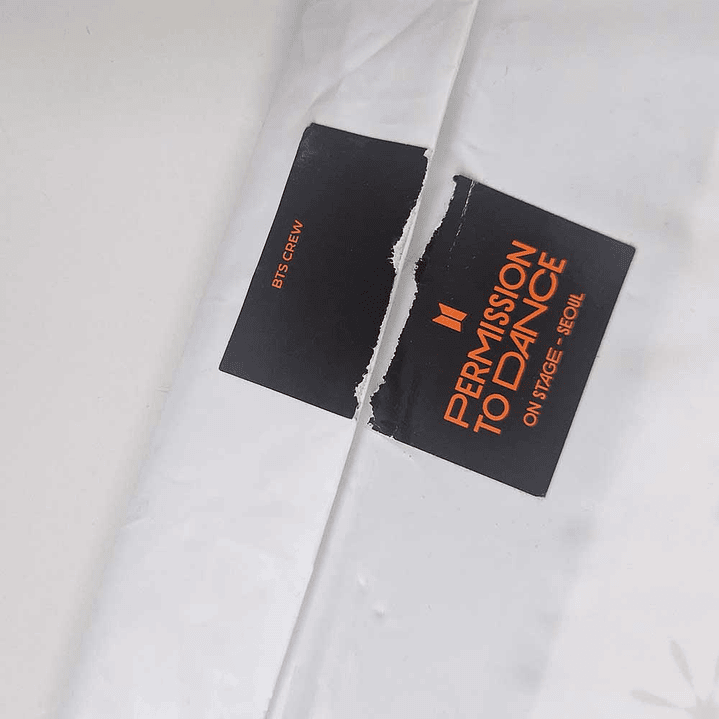 BTS CREW
PERMISSION
TO DANCE
ON STAGE - SEOUL